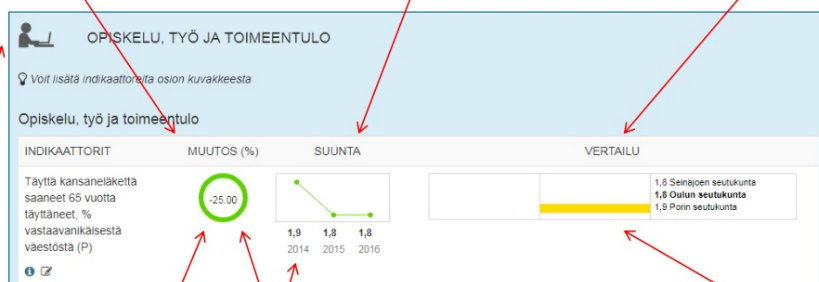 OPISKELU, TYÖ JA TOIMEENTULO
Voit lisätä indikaattoreita osion kuvakkeesta
Opiskelu, työ ja toimeentulo
INDIKAATTORIT MUUTOS (%) SUUNTA VERTAILU
Täyttä kansaneläkettä
saaneet 65 vuotta
täyttäneet, %
vastaavanikäisestä
väestöstä (P)
-25.00
1,9 1,8 1,8
2014 2015 2016
1,8 Seinäjoen seutukunta
1,8 Oulun seutukunta
1,9 Porin seutukunta